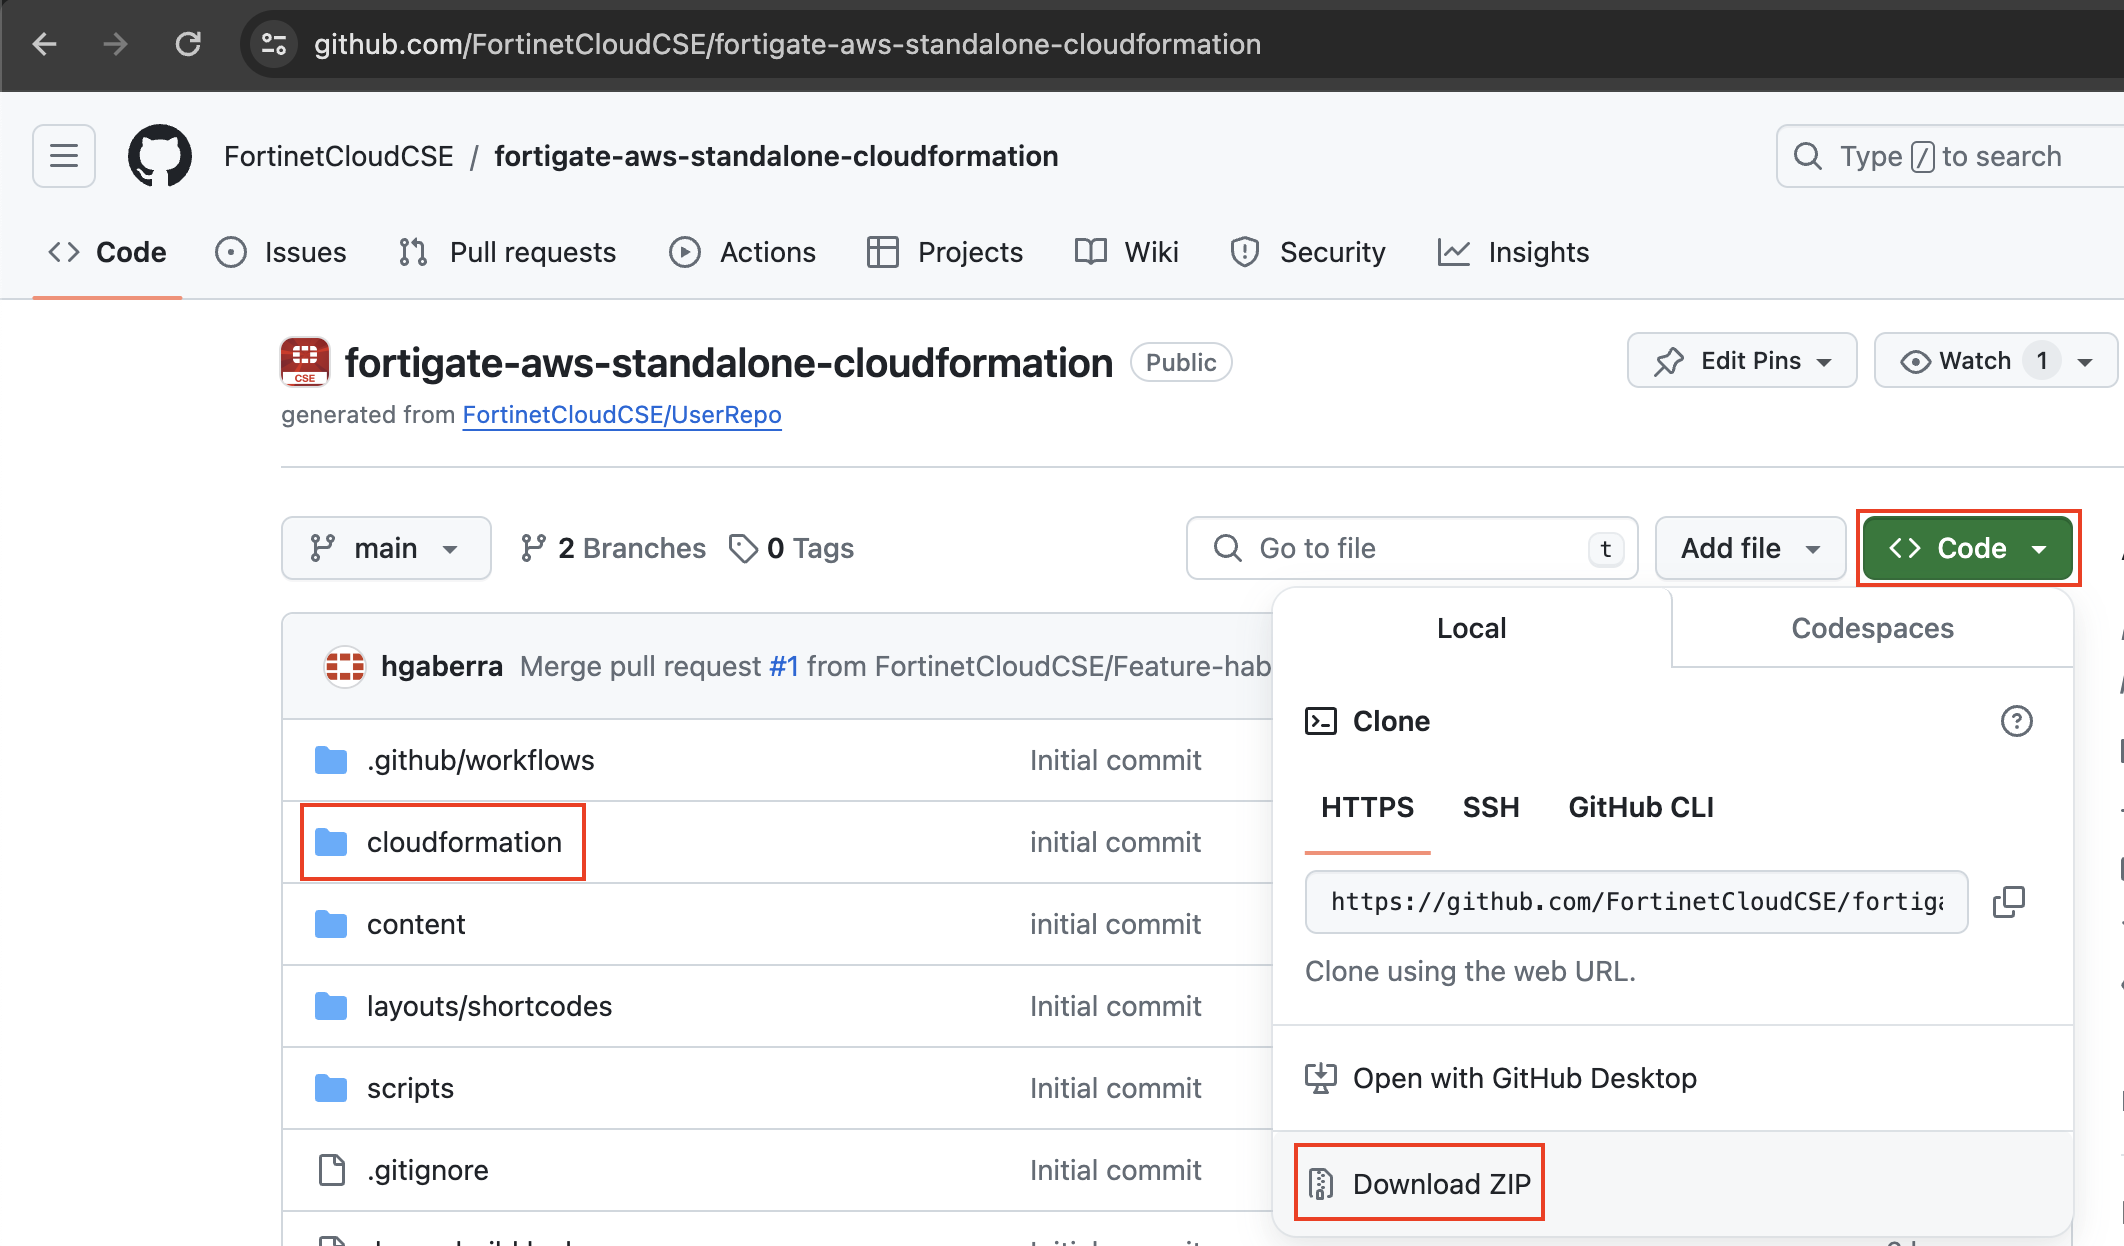 github.com/FortinetCloudCSE/fortigate-aws-standalone-cloudformation
FortinetCloudCSE / fortigate-aws-standalone-cloudformation
Type / to search
Code Issues Pull requests Actions Projects Wiki Security Insights
CSE
fortigate-aws-standalone-cloudformation Public
Edit Pins Watch 1
generated from FortinetCloudCSE/UserRepo
main 2 Branches 0 Tags
Go to file t Add file Code
Local Codespaces
hgaberra Merge pull request #1 from FortinetCloudCSE/Feature-hab
Clone
.github/workflows Initial commit
HTTPS SSH GitHub CLI
cloudformation initial commit
https://github.com/FortinetCloudCSE/fortiga
content initial commit
Clone using the web URL.
layouts/shortcodes Initial commit
Open with GitHub Desktop
scripts Initial commit
.gitignore Initial commit
Download ZIP